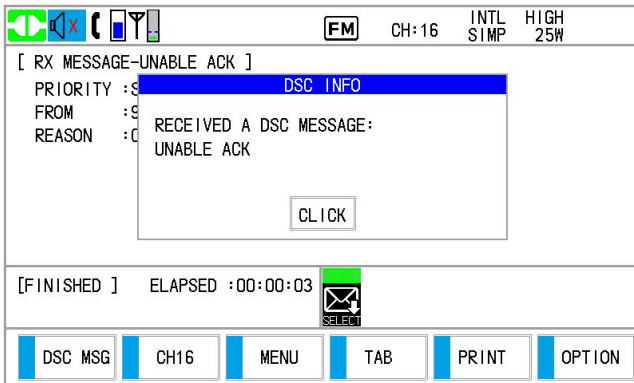 FM CH:16 INTL SIMP HIGH 25W
[ RX MESSAGE-UNABLE ACK ]
PRIORITY :S
FROM :9
REASON :
DSC INFO
RECEIVED A DSC MESSAGE:
UNABLE ACK
CLICK
[FINISHED ] ELAPSED :00:00:03
SELECT
DSC MSG CH16 MENU TAB PRINT OPTION